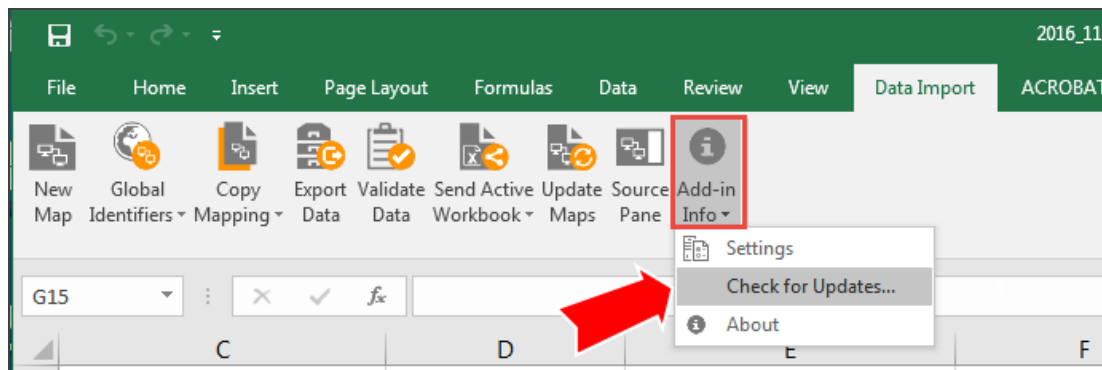 2016_11
File Home Insert Page Layout Formulas Data Review View Data Import ACROBAT
New Global Copy Export Validate Send Active Update Source Add-in
Map Identifiers Mapping Data Data Workbook Maps Pane Info
Settings
Check for Updates...
About
G15 fx
C D E F